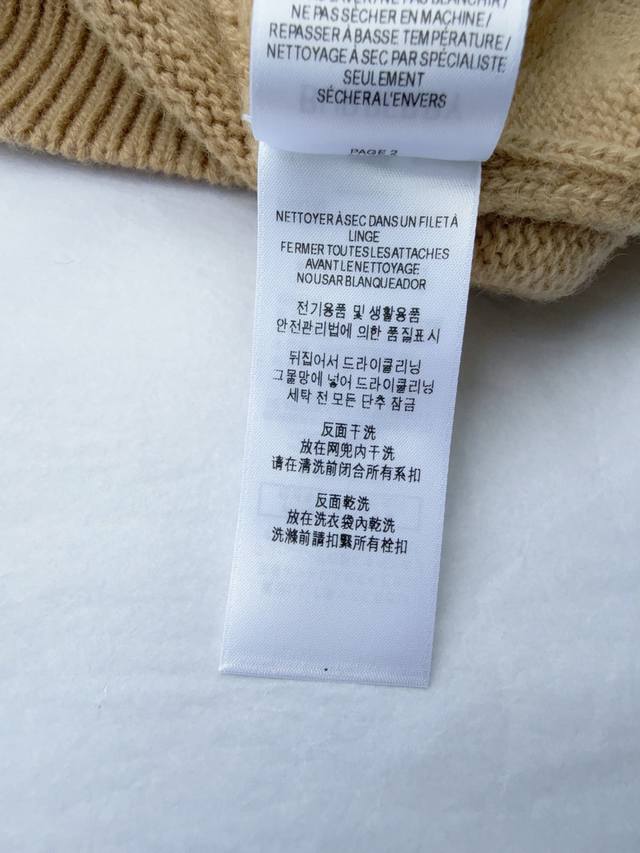 NE PAS SÉCHER EN MACHINE/
REPASSER À BASSE TEMPÉRATURE/
NETTOYAGE À SEC PAR SPÉCIALISTE
SEULEMENT
SÉCHER A L'ENVERS
PAGE 2
NETTOYER À SEC DANS UN FILET À
LINGE
FERMER TOUTES LES ATTACHES
AVANT LE NETTOYAGE
NO USAR BLANQUEADOR
전기용품 및 생활용품
안전관리법에 의한 품질표시
뒤집어서 드라이클리닝
그물망에 넣어 드라이클리닝
세탁 전 모든 단추 잠금
反面干洗
放在网兜内干洗
请在清洗前闭合所有系扣
反面乾洗
放在洗衣袋內乾洗
洗滌前請扣緊所有栓扣